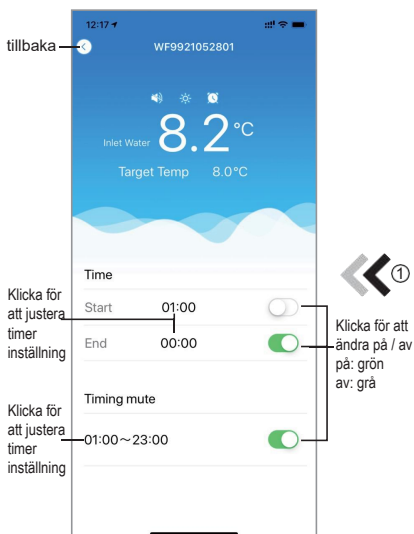 12:17
tillbaka
WF9921052801
Inlet Water 8.2°C
Target Temp 8.0°C
①
Time
Start 01:00
End 00:00
Klicka för
att justera
timer
inställning
Klicka för att
ändra på / av
på: grön
av: grå
Timing mute
01:00～23:00
Klicka för
att justera
timer
inställning